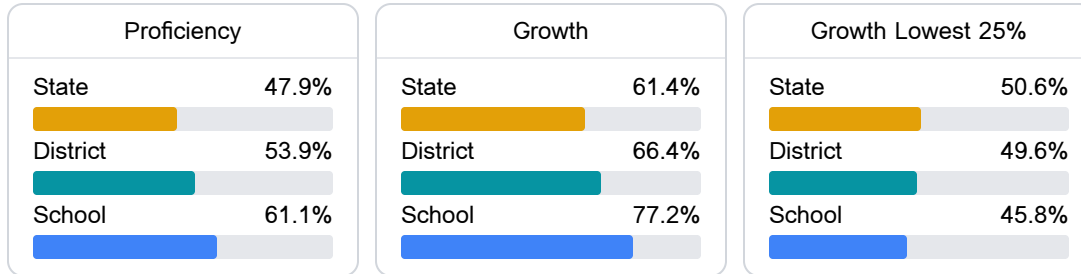 Proficiency
State 47.9%
District 53.9%
School 61.1%
Growth
State 61.4%
District 66.4%
School 77.2%
Growth Lowest 25%
State 50.6%
District 49.6%
School 45.8%